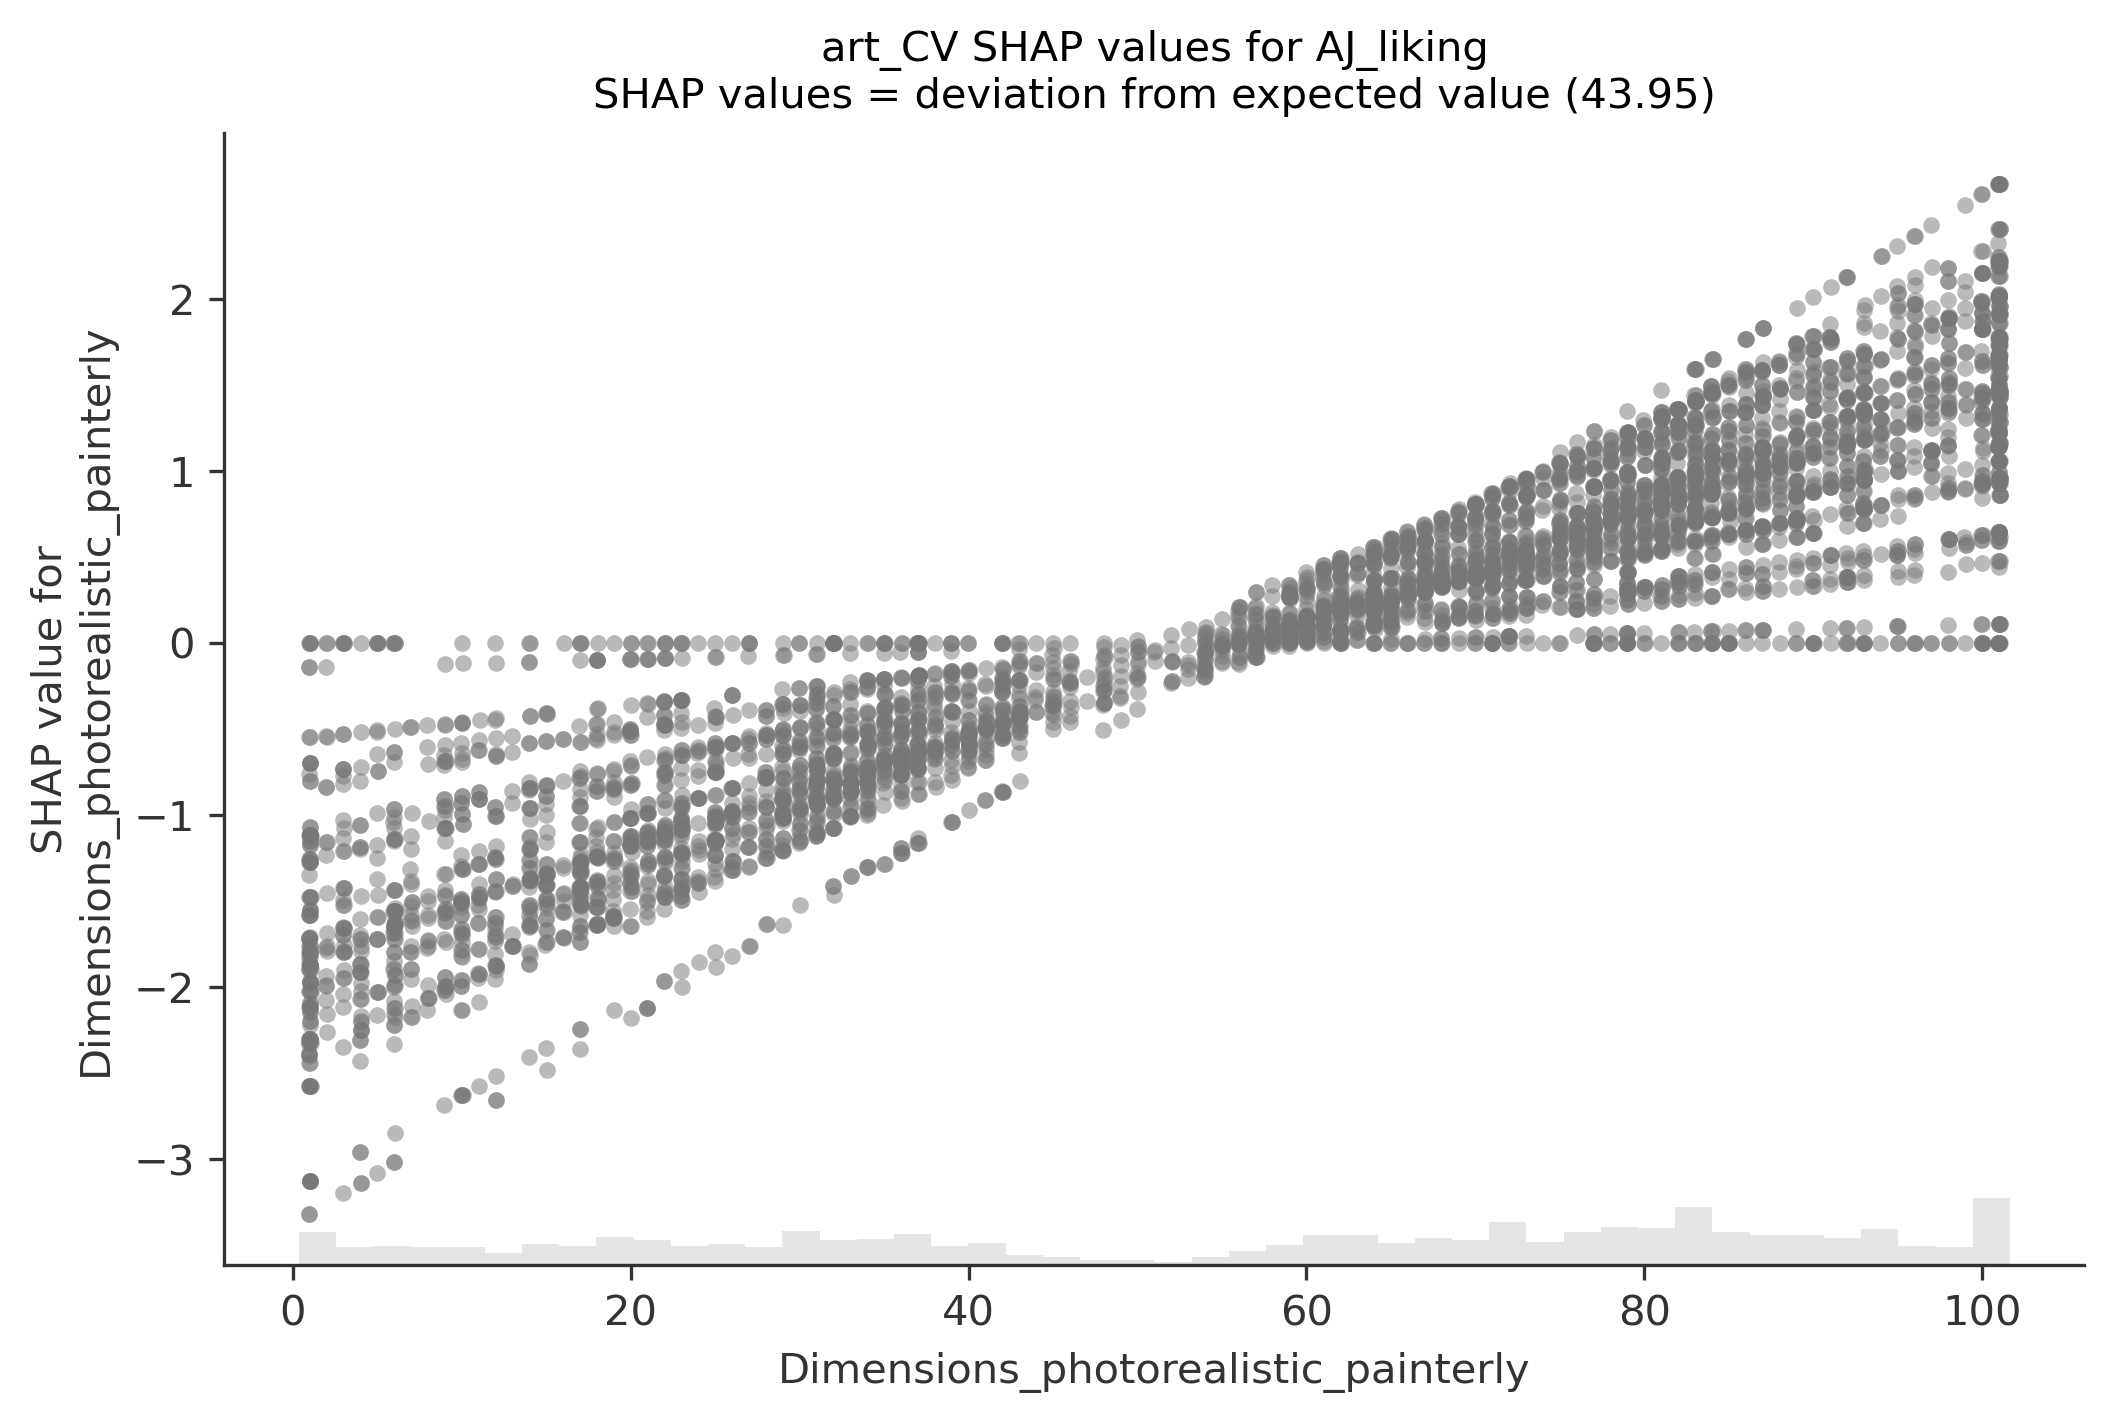 art_CV SHAP values for AJ_liking
SHAP values = deviation from expected value (43.95)
SHAP value for
Dimensions_photorealistic_painterly
2
1
0
−1
−2
−3
0 20 40 60 80 100
Dimensions_photorealistic_painterly